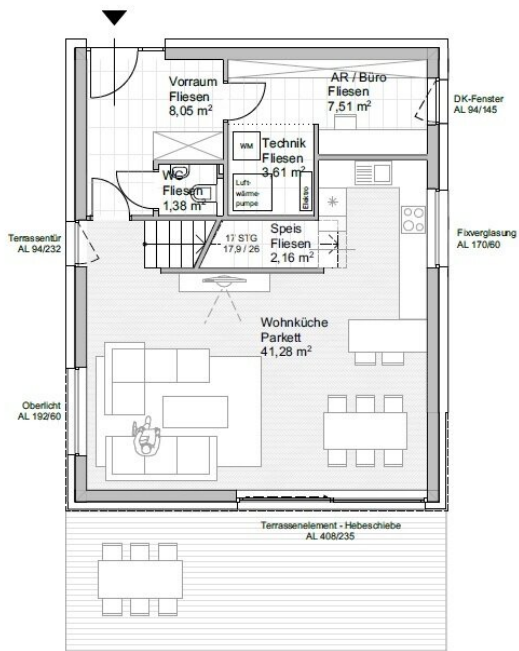 Vorraum
Fliesen
8,05 m²
AR / Büro
Fliesen
7,51 m²
DK-Fenster
AL 94/145
WM
Technik
Fliesen
3,61 m²
WC
Fliesen
1,38 m²
Luft-
wärme-
pumpe
Elektro
Terrassentür
AL 94/232
17 STG
17,9 / 26
Speis
Fliesen
2,16 m²
Fixverglasung
AL 170/60
Wohnküche
Parkett
41,28 m²
Oberlicht
AL 192/60
Terrassenelement - Hebeschiebe
AL 408/235